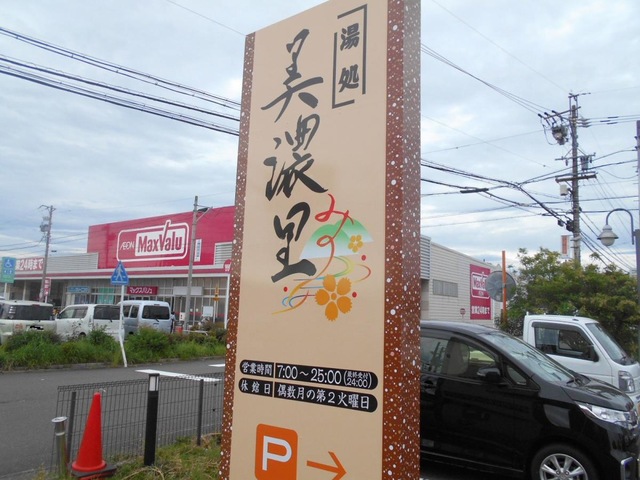 湯処
美濃里
みのり
営業時間 7:00～25:00 (最終受付 24:00)
休館日 偶数月の第2火曜日
P
AEON MaxValu
マックスバリュ